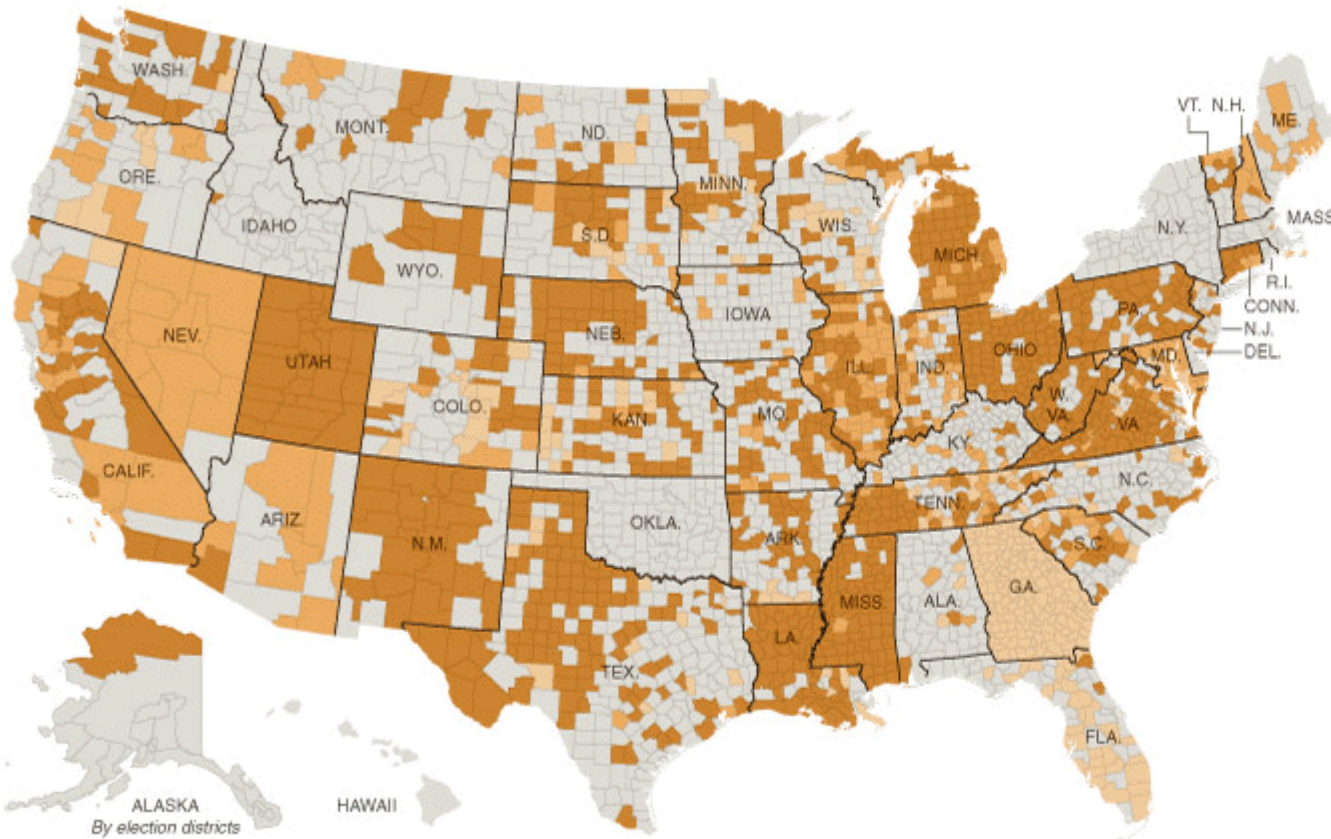 WASH.
VT. N.H.
ME.
MONT.
N.D.
MINN.
ORE.
IDAHO
S.D.
WIS.
N.Y.
MASS
MICH
WYO.
R.I.
CONN.
IOWA
PA.
NEB.
N.J.
NEV.
OHIO
DEL.
UTAH
ILL.
IND.
MD.
COLO.
W.
VA.
KAN.
MO.
VA.
KY.
CALIF.
N.C.
TENN.
ARIZ.
OKLA.
ARK.
N.M.
S.C.
GA.
MISS.
ALA.
LA.
TEX.
FLA.
ALASKA
HAWAII
By election districts